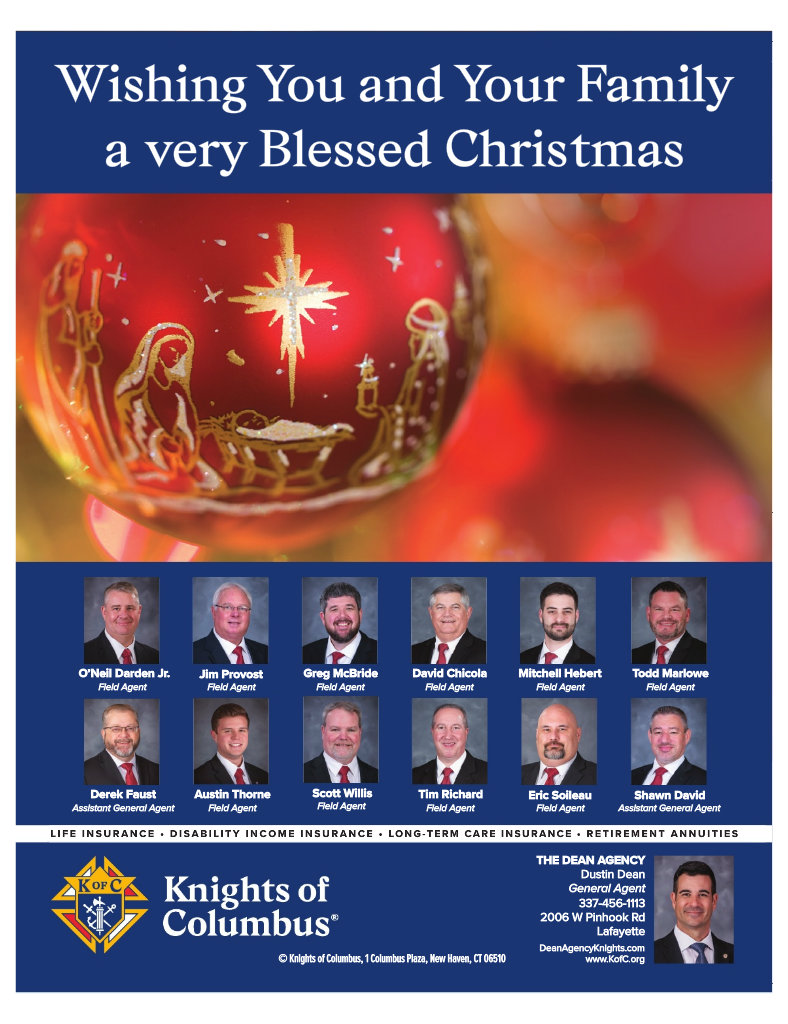 Wishing You and Your Family
a very Blessed Christmas
O'Neil Darden Jr.
Field Agent
Jim Provost
Field Agent
Greg McBride
Field Agent
David Chicola
Field Agent
Mitchell Hebert
Field Agent
Todd Marlowe
Field Agent
Derek Faust
Assistant General Agent
Austin Thorne
Field Agent
Scott Willis
Field Agent
Tim Richard
Field Agent
Eric Soileau
Field Agent
Shawn David
Assistant General Agent
LIFE INSURANCE • DISABILITY INCOME INSURANCE • LONG-TERM CARE INSURANCE • RETIREMENT ANNUITIES
K OF C
Knights of
Columbus®
THE DEAN AGENCY
Dustin Dean
General Agent
337-456-1113
2006 W Pinhook Rd
Lafayette
DeanAgencyKnights.com
www.KofC.org
© Knights of Columbus, 1 Columbus Plaza, New Haven, CT 06510